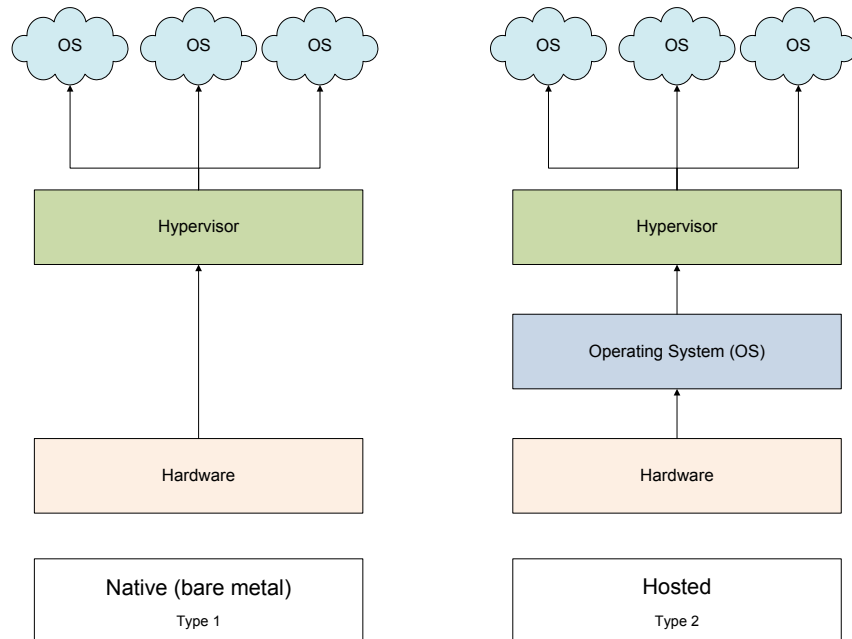 OS
OS
OS
Hypervisor
Hardware
Native (bare metal)
Type 1
OS
OS
OS
Hypervisor
Operating System (OS)
Hardware
Hosted
Type 2